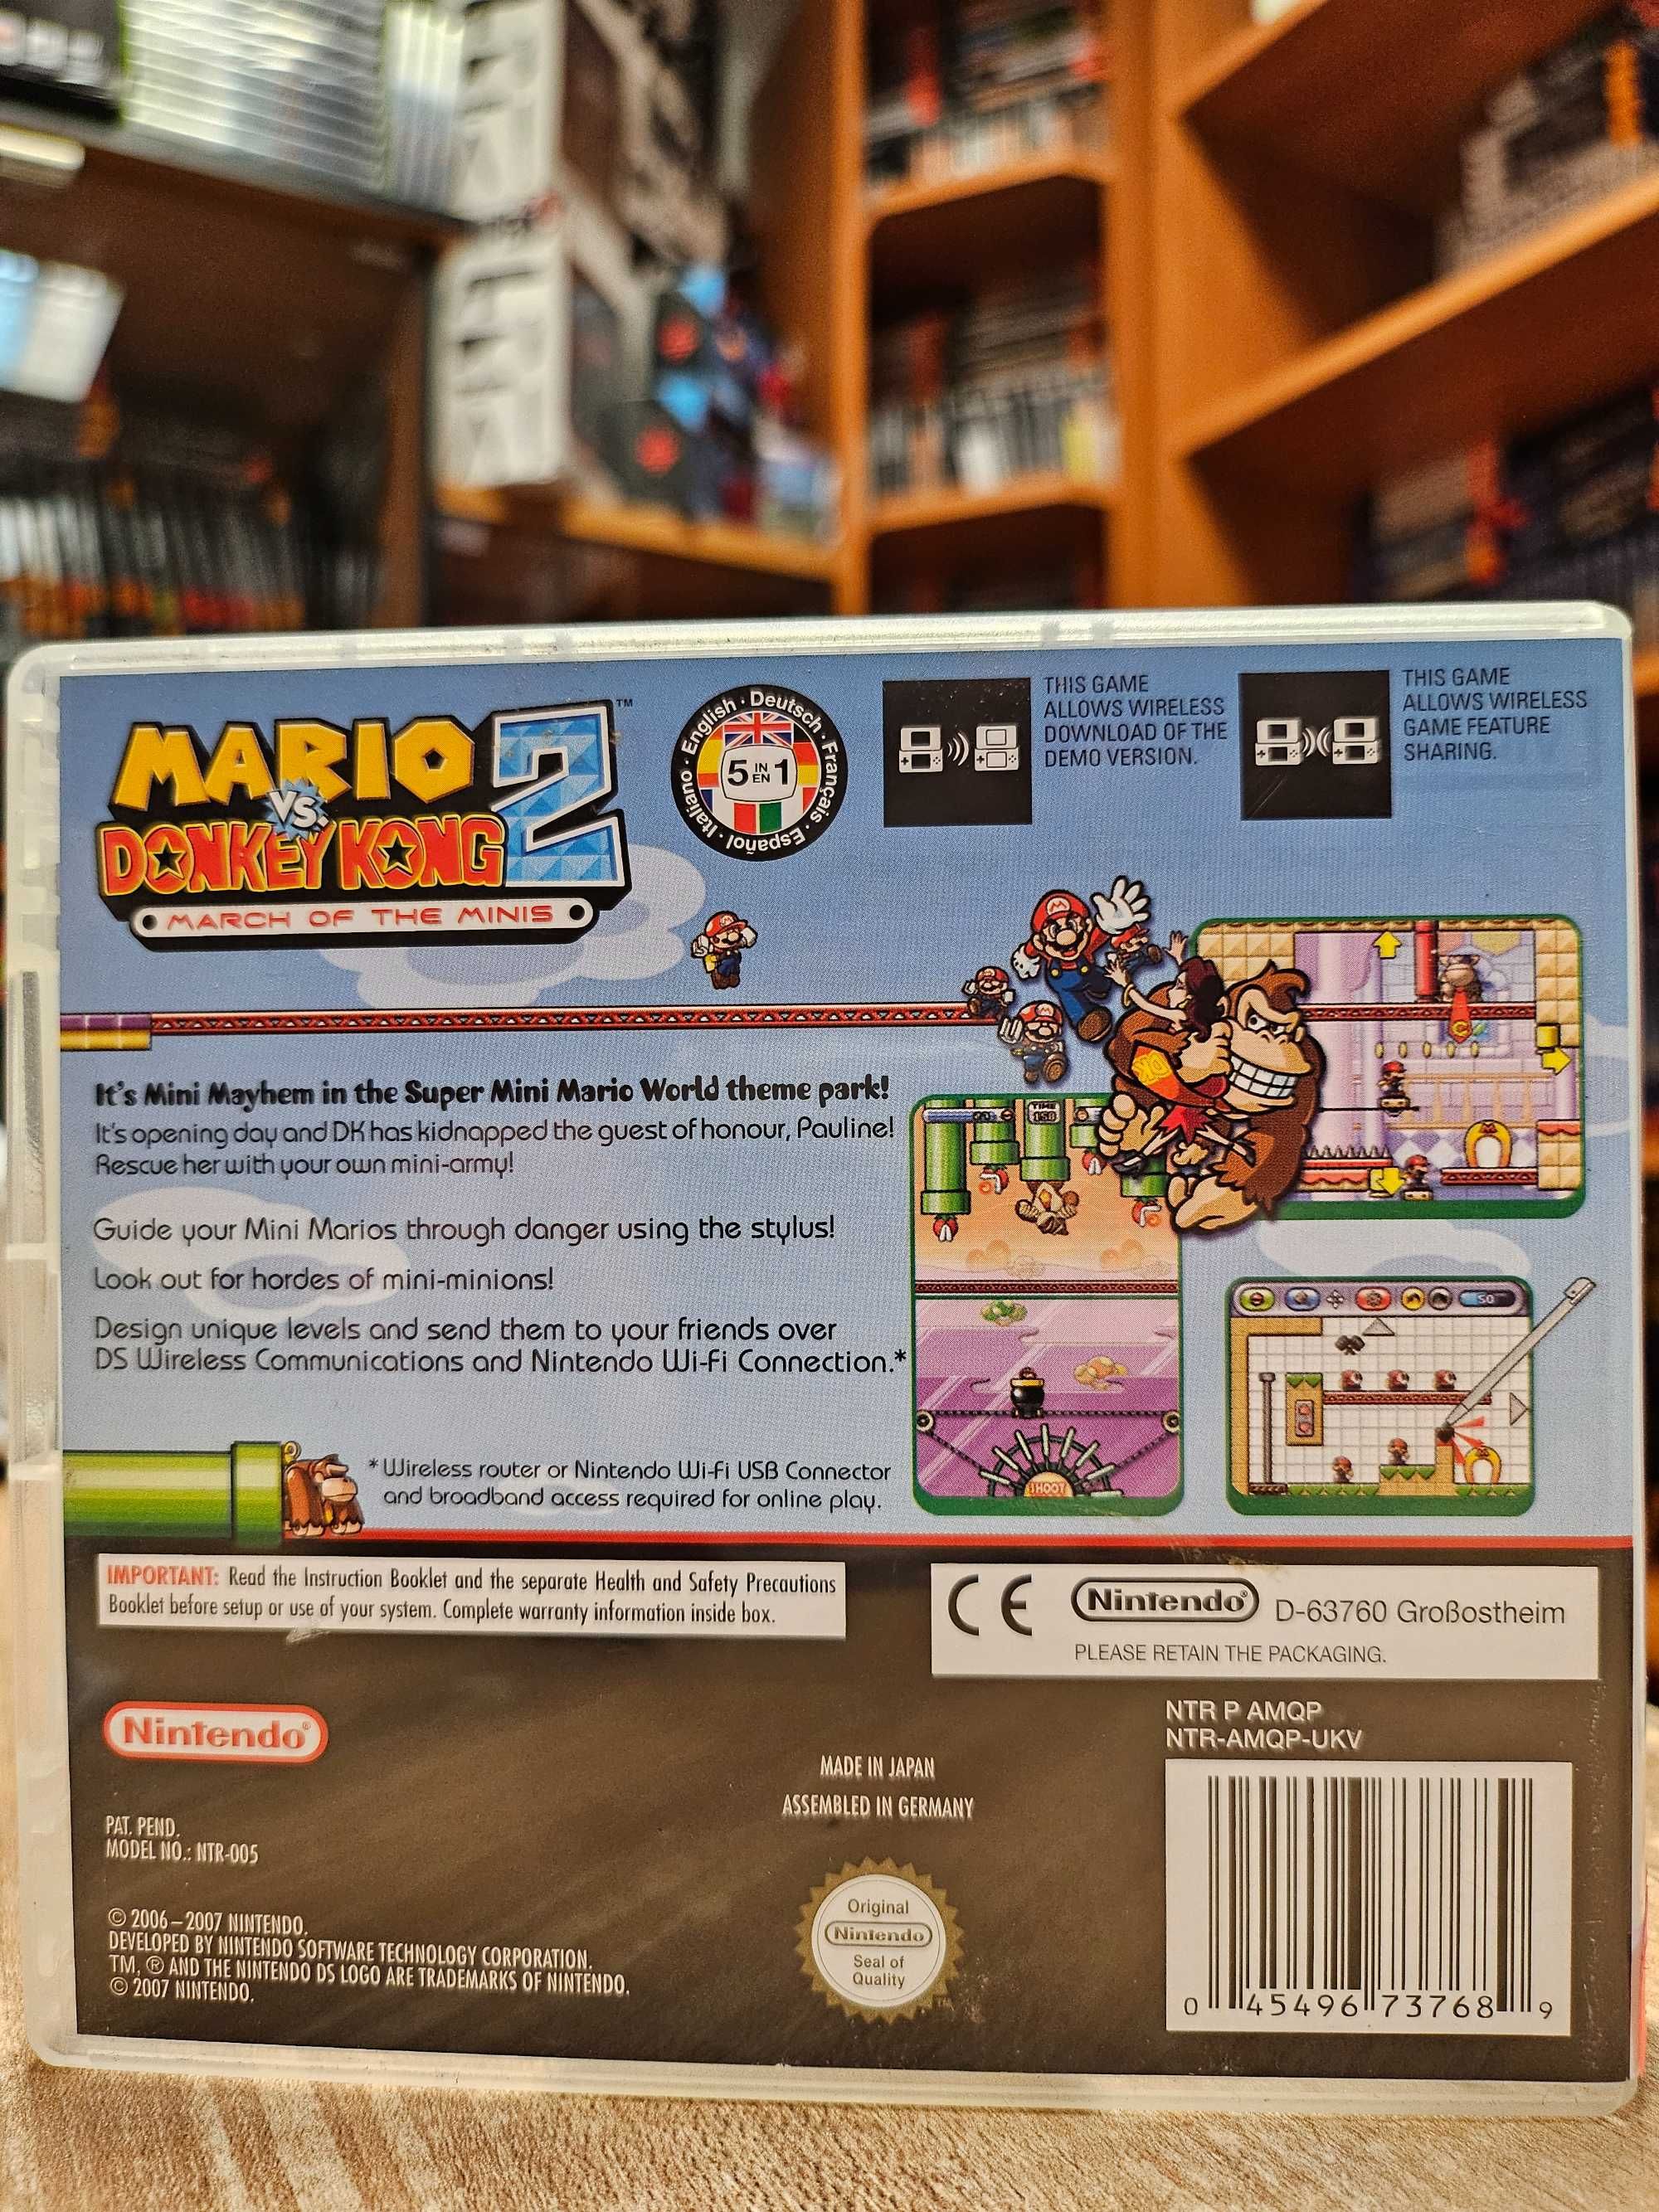 MARIO
VS.
DONKEY KONG 2™
MARCH OF THE MINIS
English · Deutsch · Français · Español · Italiano ·
5 IN EN 1
THIS GAME
ALLOWS WIRELESS
DOWNLOAD OF THE
DEMO VERSION.
THIS GAME
ALLOWS WIRELESS
GAME FEATURE
SHARING.
It's Mini Mayhem in the Super Mini Mario World theme park!
It's opening day and DK has kidnapped the guest of honour, Pauline!
Rescue her with your own mini-army!
Guide your Mini Marios through danger using the stylus!
Look out for hordes of mini-minions!
Design unique levels and send them to your friends over
DS Wireless Communications and Nintendo Wi-Fi Connection.*
*Wireless router or Nintendo Wi-Fi USB Connector
and broadband access required for online play.
TIME
150
DK
SHOOT
50
IMPORTANT: Read the Instruction Booklet and the separate Health and Safety Precautions
Booklet before setup or use of your system. Complete warranty information inside box.
CE Nintendo® D-63760 Großostheim
PLEASE RETAIN THE PACKAGING.
Nintendo®
MADE IN JAPAN
ASSEMBLED IN GERMANY
NTR P AMQP
NTR-AMQP-UKV
PAT. PEND.
MODEL NO.: NTR-005
© 2006–2007 NINTENDO.
DEVELOPED BY NINTENDO SOFTWARE TECHNOLOGY CORPORATION.
TM, ® AND THE NINTENDO DS LOGO ARE TRADEMARKS OF NINTENDO.
© 2007 NINTENDO.
Original
Nintendo
Seal of
Quality
™
0 45496 73768 9